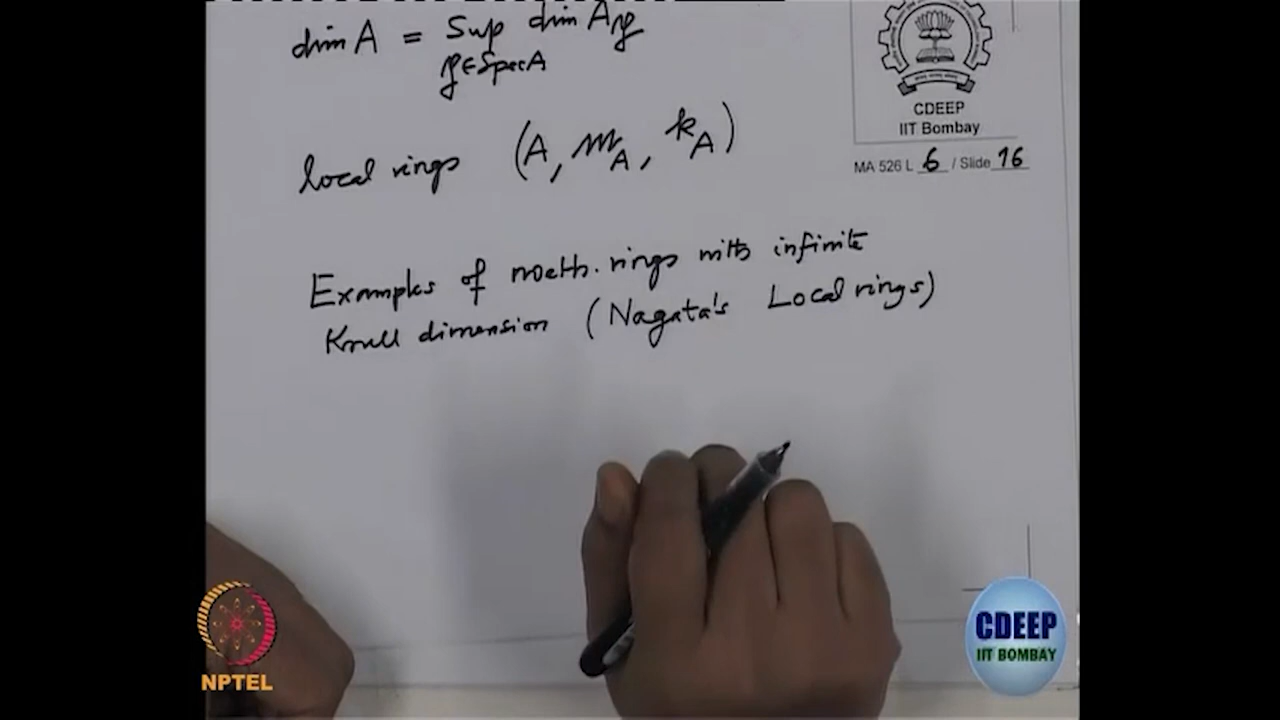 dim A = Sup dim A𝔭
𝔭∈Spec A
CDEEP
IIT Bombay
MA 526 L 6 / Slide 16
local rings (A, 𝔪_A, k_A)
Examples of noeth. rings with infinite
Krull dimension (Nagata's Local rings)
NPTEL
CDEEP
IIT BOMBAY